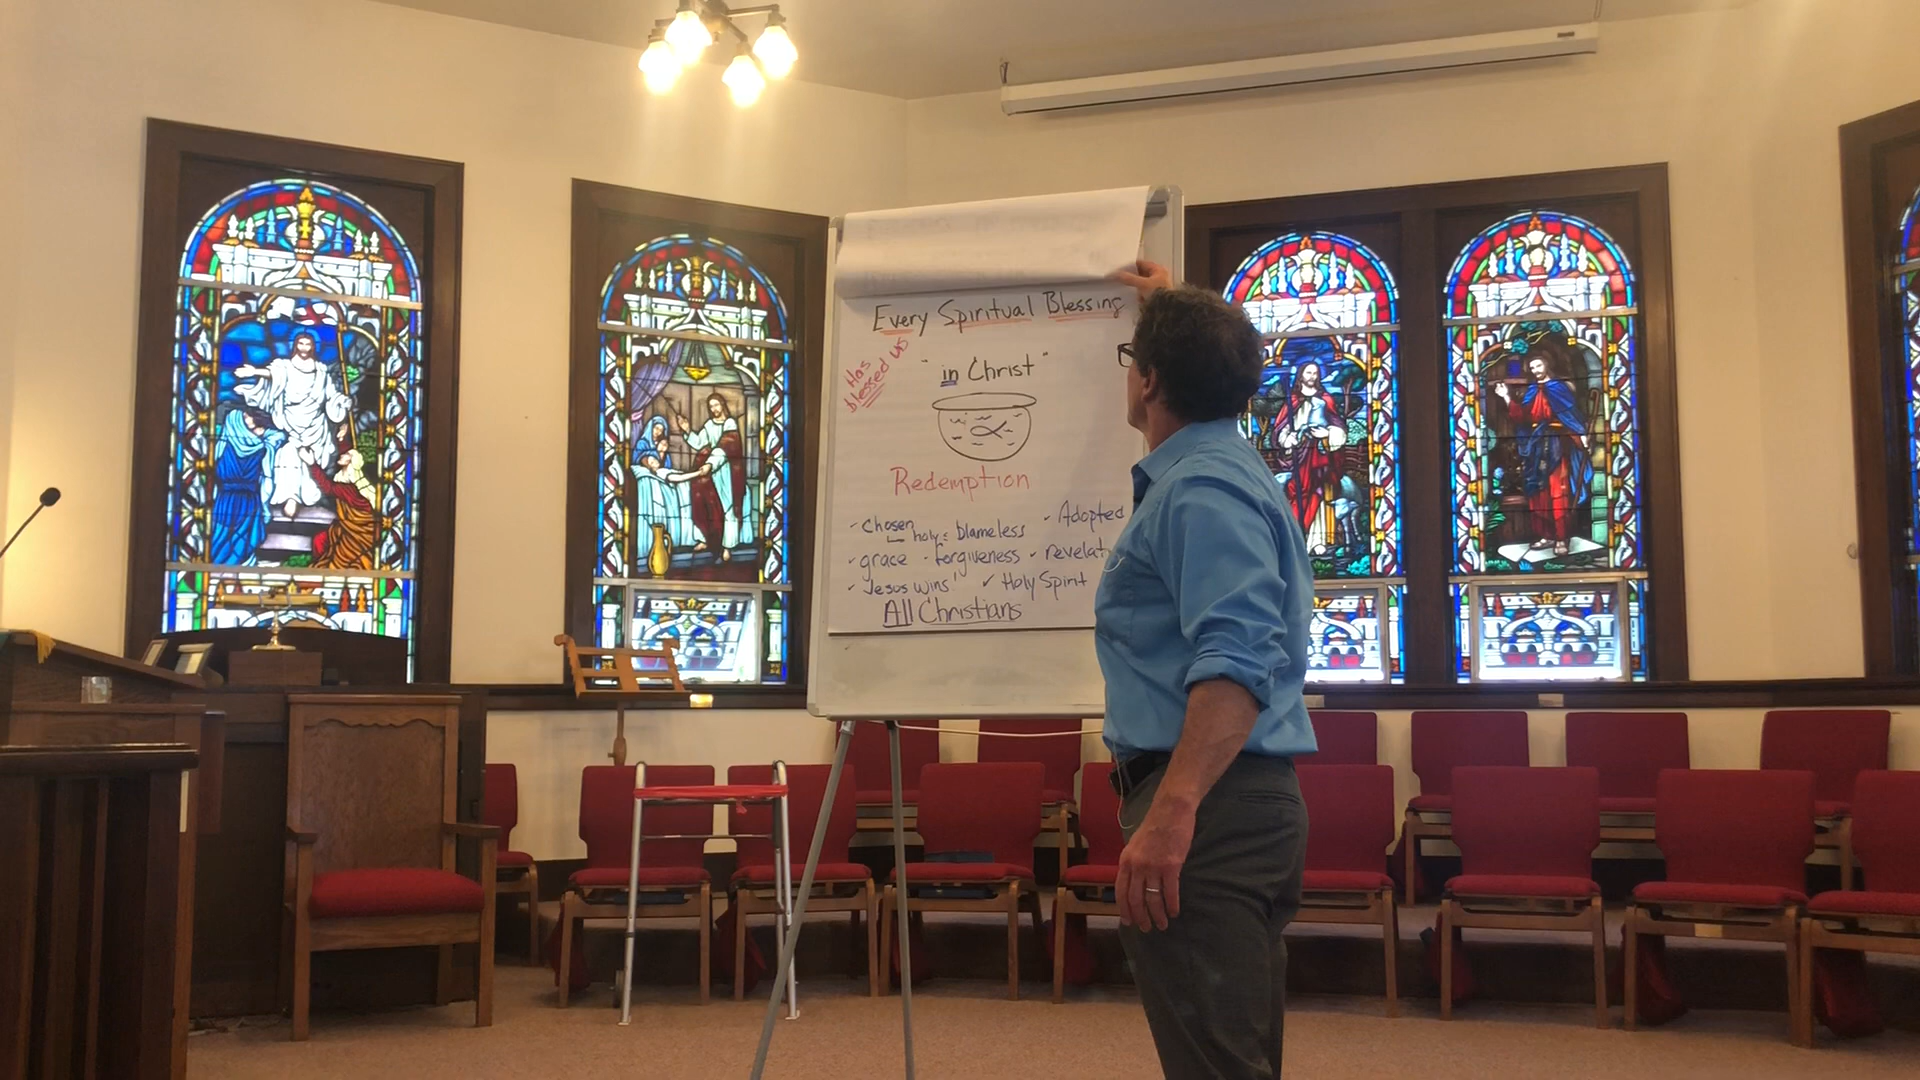 Every Spiritual Blessing
Has blessed us
"in Christ"
Redemption
- chosen
holy & blameless
- Adopted
- grace - forgiveness - revelat
- Jesus wins! ✓ Holy Spirit
All Christians